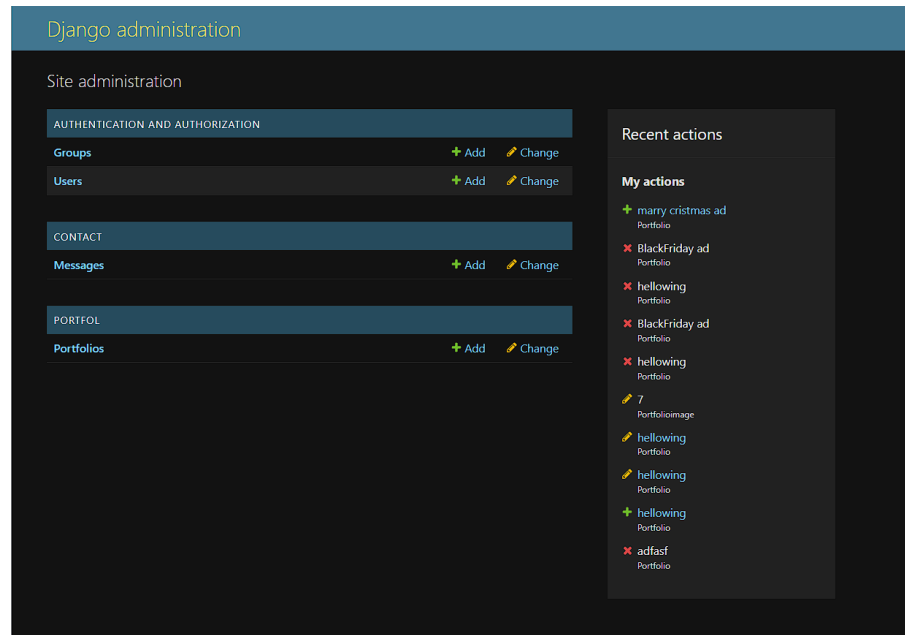 Django administration
Site administration
AUTHENTICATION AND AUTHORIZATION
Groups Add Change
Users Add Change
CONTACT
Messages Add Change
PORTFOL
Portfolios Add Change
Recent actions
My actions
marry cristmas ad
Portfolio
BlackFriday ad
Portfolio
hellowing
Portfolio
BlackFriday ad
Portfolio
hellowing
Portfolio
7
Portfolioimage
hellowing
Portfolio
hellowing
Portfolio
hellowing
Portfolio
adfasf
Portfolio